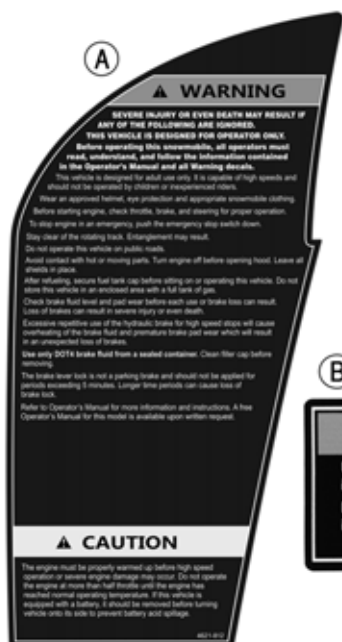 A
WARNING
SEVERE INJURY OR EVEN DEATH MAY RESULT IF
ANY OF THE FOLLOWING ARE IGNORED.
THIS VEHICLE IS DESIGNED FOR OPERATOR ONLY.
Before operating this snowmobile, all operators must
read, understand, and follow the information contained
in the Operator's Manual and all Warning decals.
This vehicle is designed for adult use only. It is capable of high speeds and
should not be operated by children or inexperienced riders.
Wear an approved helmet, eye protection and appropriate snowmobile clothing.
Before starting engine, check throttle, brake, and steering for proper operation.
To stop engine in an emergency, push the emergency stop switch down.
Stay clear of the rotating track. Entanglement may result.
Do not operate this vehicle on public roads.
Avoid contact with hot or moving parts. Turn engine off before opening hood. Leave all
shields in place.
After refueling, secure fuel tank cap before sitting on or operating this vehicle. Do not
store this vehicle in an enclosed area with a full tank of gas.
Check brake fluid level and pad wear before each use or brake loss can result.
Loss of brakes can result in severe injury or even death.
Excessive repetitive use of the hydraulic brake for high speed stops will cause
overheating of the brake fluid and premature brake pad wear which will result
in an unexpected loss of brakes.
Use only DOT4 brake fluid from a sealed container. Clean filler cap before
removing.
The brake lever lock is not a parking brake and should not be applied for
periods exceeding 5 minutes. Longer time periods can cause loss of
brake lock.
Refer to Operator's Manual for more information and instructions. A free
Operator's Manual for this model is available upon written request.
B
CAUTION
The engine must be properly warmed up before high speed
operation or severe engine damage may occur. Do not operate
the engine at more than half throttle until the engine has
reached normal operating temperature. If this vehicle is
equipped with a battery, it should be removed before turning
vehicle onto its side to prevent battery acid spillage.